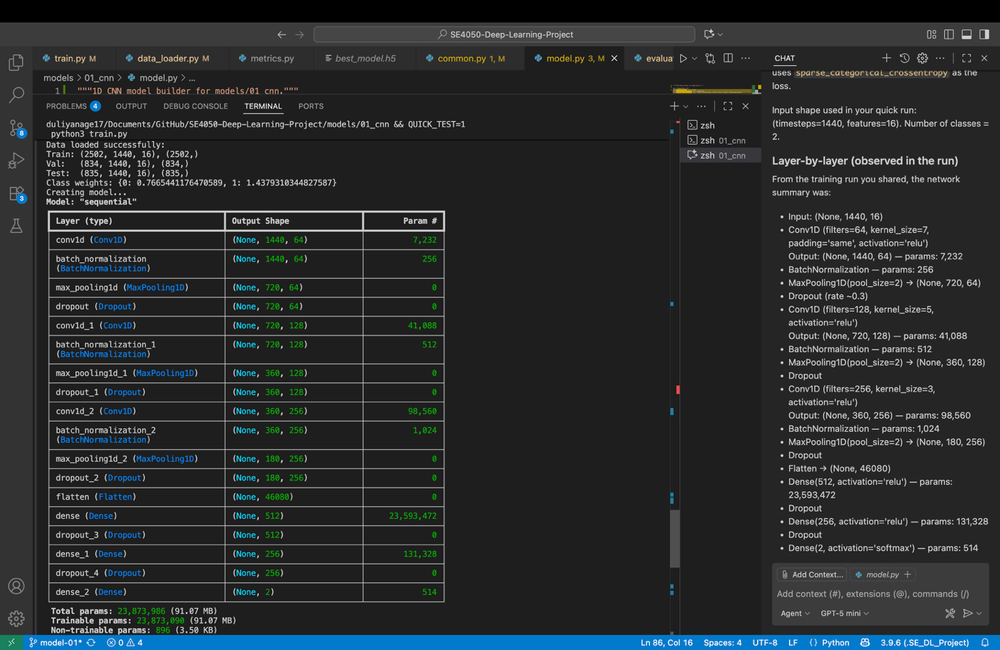 SE4050-Deep-Learning-Project
train.py M
data_loader.py M
metrics.py
best_model.h5
common.py 1, M
model.py 3, M
evalua
models > 01_cnn > model.py > ...
1 """1D CNN model builder for models/01_cnn."""
PROBLEMS 4 OUTPUT DEBUG CONSOLE TERMINAL PORTS
duliyanage17/Documents/GitHub/SE4050-Deep-Learning-Project/models/01_cnn && QUICK_TEST=1
python3 train.py
Data loaded successfully:
Train: (2502, 1440, 16), (2502,)
Val: (834, 1440, 16), (834,)
Test: (835, 1440, 16), (835,)
Class weights: {0: 0.7665441176470589, 1: 1.4379310344827587}
Creating model...
Model: "sequential"
Layer (type) Output Shape Param #
conv1d (Conv1D) (None, 1440, 64) 7,232
batch_normalization (None, 1440, 64) 256
(BatchNormalization)
max_pooling1d (MaxPooling1D) (None, 720, 64) 0
dropout (Dropout) (None, 720, 64) 0
conv1d_1 (Conv1D) (None, 720, 128) 41,088
batch_normalization_1 (None, 720, 128) 512
(BatchNormalization)
max_pooling1d_1 (MaxPooling1D) (None, 360, 128) 0
dropout_1 (Dropout) (None, 360, 128) 0
conv1d_2 (Conv1D) (None, 360, 256) 98,560
batch_normalization_2 (None, 360, 256) 1,024
(BatchNormalization)
max_pooling1d_2 (MaxPooling1D) (None, 180, 256) 0
dropout_2 (Dropout) (None, 180, 256) 0
flatten (Flatten) (None, 46080) 0
dense (Dense) (None, 512) 23,593,472
dropout_3 (Dropout) (None, 512) 0
dense_1 (Dense) (None, 256) 131,328
dropout_4 (Dropout) (None, 256) 0
dense_2 (Dense) (None, 2) 514
Total params: 23,873,986 (91.07 MB)
Trainable params: 23,873,090 (91.07 MB)
Non-trainable params: 896 (3.50 KB)
zsh
zsh 01_cnn
zsh 01_cnn
8
3
CHAT
uses sparse_categorical_crossentropy as the
loss.
Input shape used in your quick run:
(timesteps=1440, features=16). Number of classes =
2.
Layer-by-layer (observed in the run)
From the training run you shared, the network
summary was:
• Input: (None, 1440, 16)
• Conv1D (filters=64, kernel_size=7,
padding='same', activation='relu')
Output: (None, 1440, 64) — params: 7,232
• BatchNormalization — params: 256
• MaxPooling1D(pool_size=2) → (None, 720, 64)
• Dropout (rate ~0.3)
• Conv1D (filters=128, kernel_size=5,
activation='relu')
Output: (None, 720, 128) — params: 41,088
• BatchNormalization — params: 512
• MaxPooling1D(pool_size=2) → (None, 360, 128)
• Dropout
• Conv1D (filters=256, kernel_size=3,
activation='relu')
Output: (None, 360, 256) — params: 98,560
• BatchNormalization — params: 1,024
• MaxPooling1D(pool_size=2) → (None, 180, 256)
• Dropout
• Flatten → (None, 46080)
• Dense(512, activation='relu') — params:
23,593,472
• Dropout
• Dense(256, activation='relu') — params: 131,328
• Dropout
• Dense(2, activation='softmax') — params: 514
Add Context... model.py +
Add context (#), extensions (@), commands (/)
Agent GPT-5 mini
model-01* 0 4
Ln 86, Col 16 Spaces: 4 UTF-8 LF {} Python 3.9.6 (.SE_DL_Project)